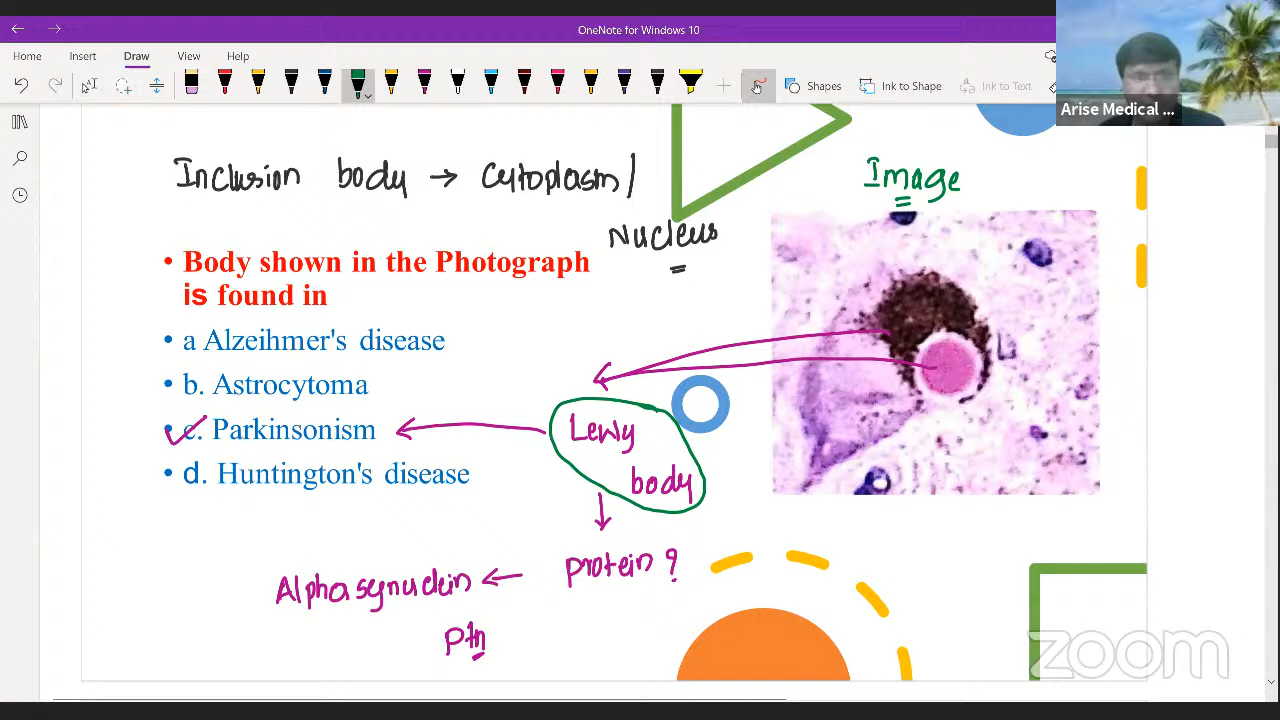 OneNote for Windows 10
Home Insert Draw View Help
Shapes Ink to Shape Ink to Text
Arise Medical ...
Inclusion body → Cytoplasm/
Nucleus
Image
• Body shown in the Photograph
is found in
• a Alzeihmer's disease
• b. Astrocytoma
• c. Parkinsonism
• d. Huntington's disease
Lewy
body
Protein ?
Alphasynuclein
Ptn
zoom